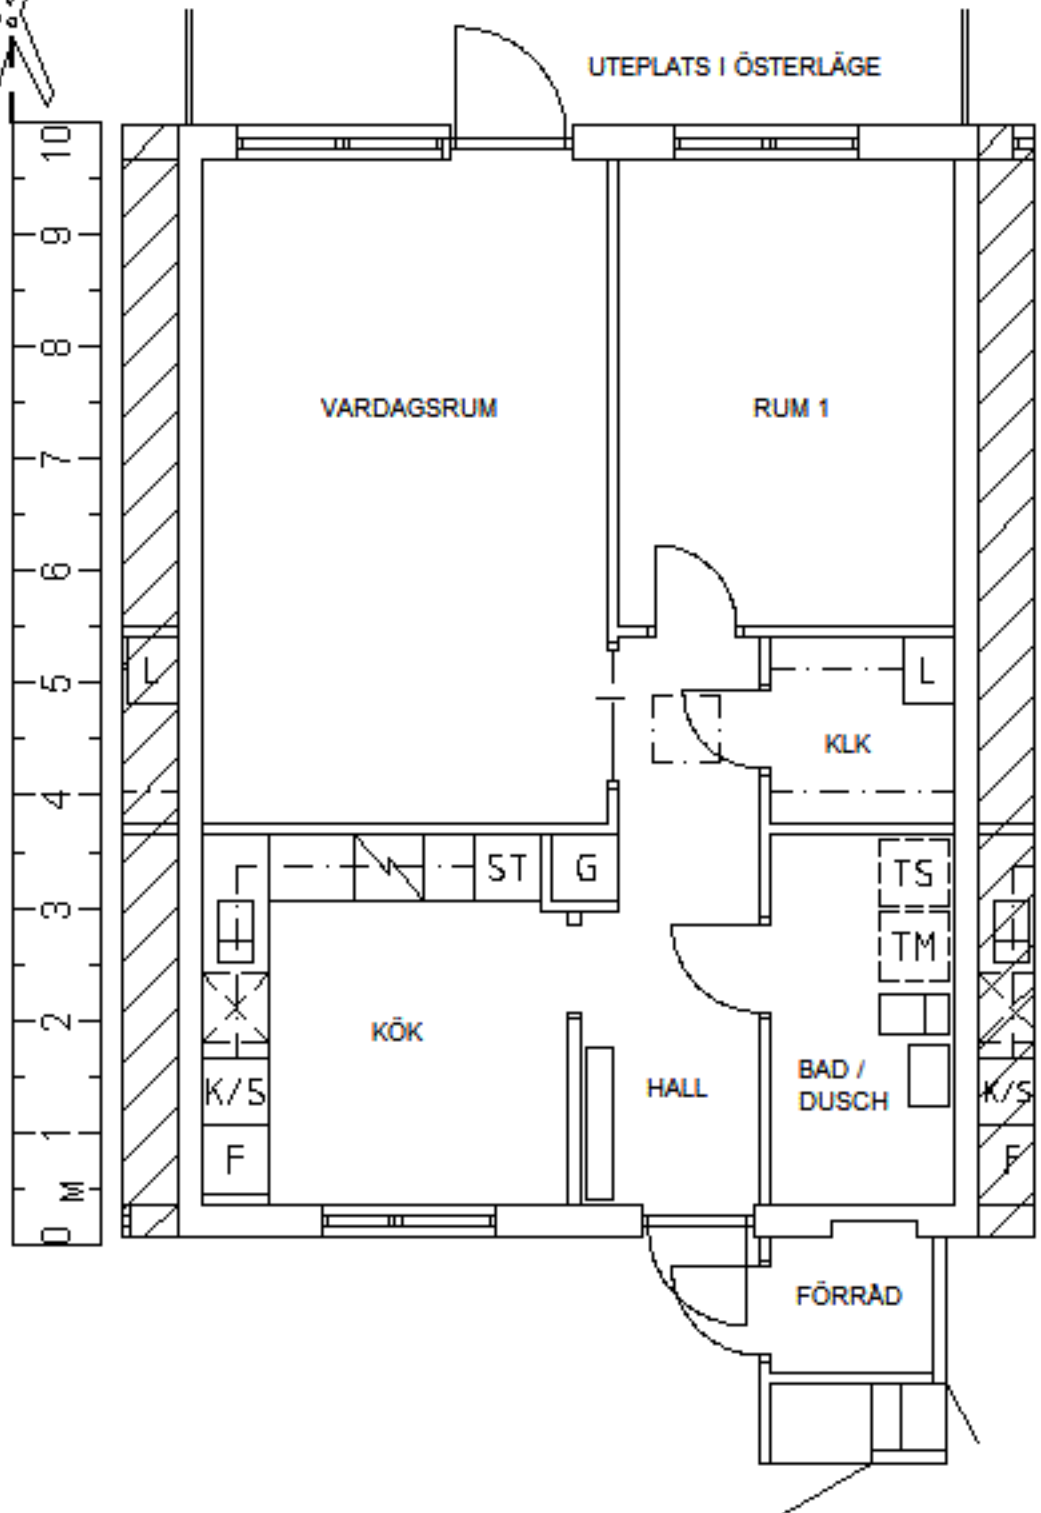 UTEPLATS I ÖSTERLÄGE
10
9
8
7
6
5
4
3
2
1
M
0
VARDAGSRUM
RUM 1
L
L
KLK
ST
G
TS
TM
KÖK
K/S
F
HALL
BAD /
DUSCH
K/S
F
FÖRRÅD